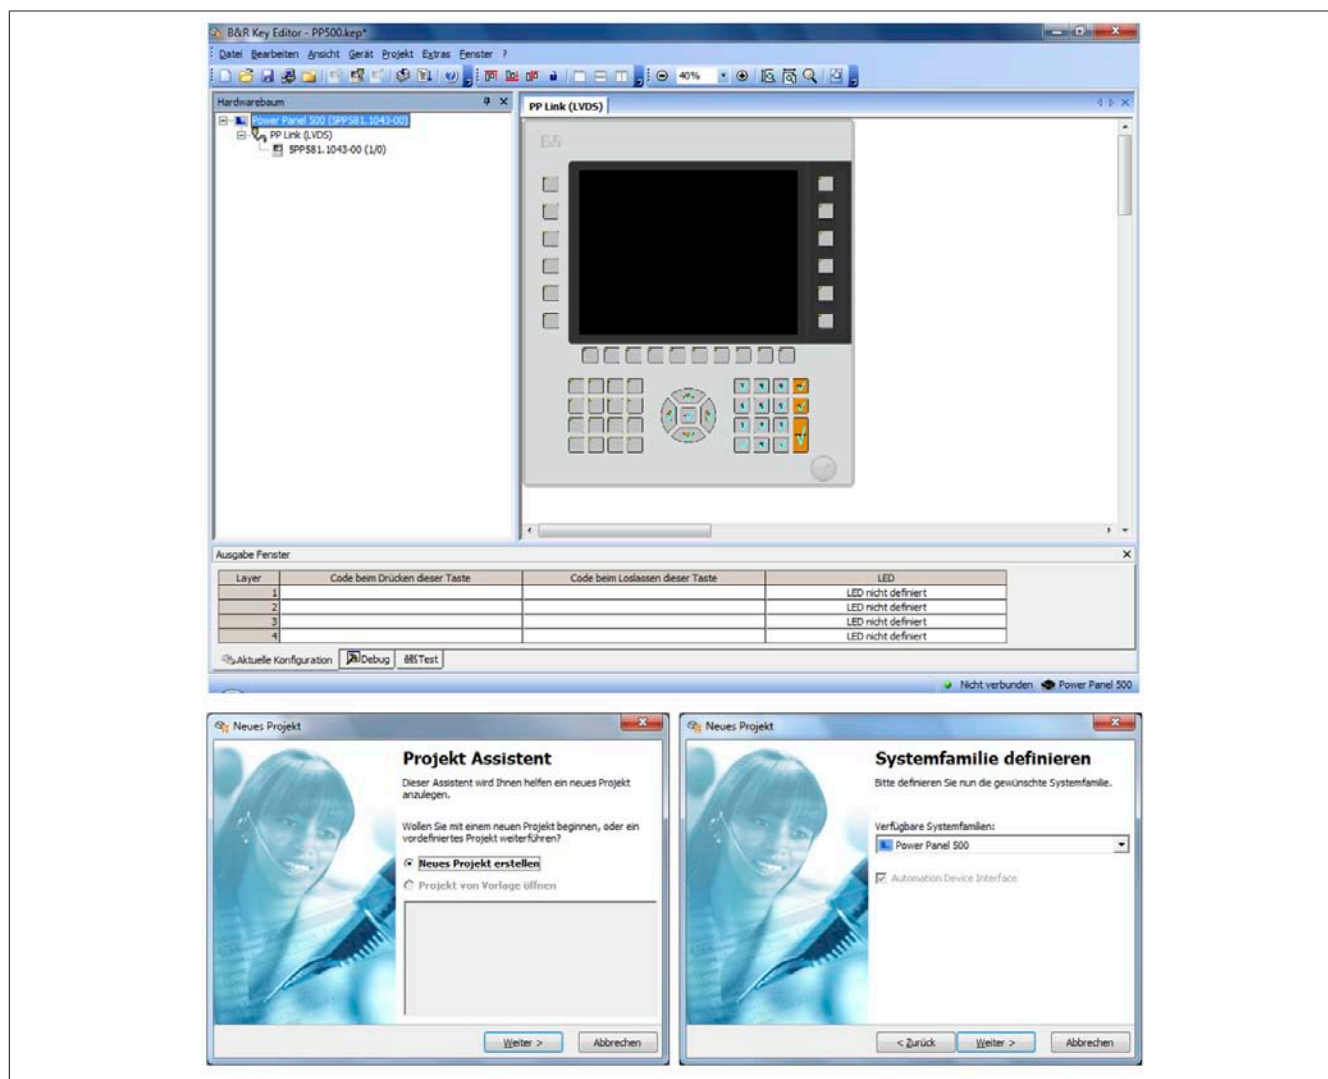 B&R Key Editor - PP500.kep*
Datei Bearbeiten Ansicht Gerät Projekt Extras Fenster ?
40%
Hardwarebaum
Power Panel 500 (5PP581.1043-00)
PP Link (LVDS)
5PP581.1043-00 (1/0)
PP Link (LVDS)
B&R
Ausgabe Fenster
Layer Code beim Drücken dieser Taste Code beim Loslassen dieser Taste LED
1 LED nicht definiert
2 LED nicht definiert
3 LED nicht definiert
4 LED nicht definiert
Aktuelle Konfiguration Debug Test
Nicht verbunden Power Panel 500
Neues Projekt
Projekt Assistent
Dieser Assistent wird Ihnen helfen ein neues Projekt
anzulegen.
Wollen Sie mit einem neuen Projekt beginnen, oder ein
vordefiniertes Projekt weiterführen?
Neues Projekt erstellen
Projekt von Vorlage öffnen
Weiter > Abbrechen
Neues Projekt
Systemfamilie definieren
Bitte definieren Sie nun die gewünschte Systemfamilie.
Verfügbare Systemfamilien:
Power Panel 500
Automation Device Interface
< Zurück Weiter > Abbrechen